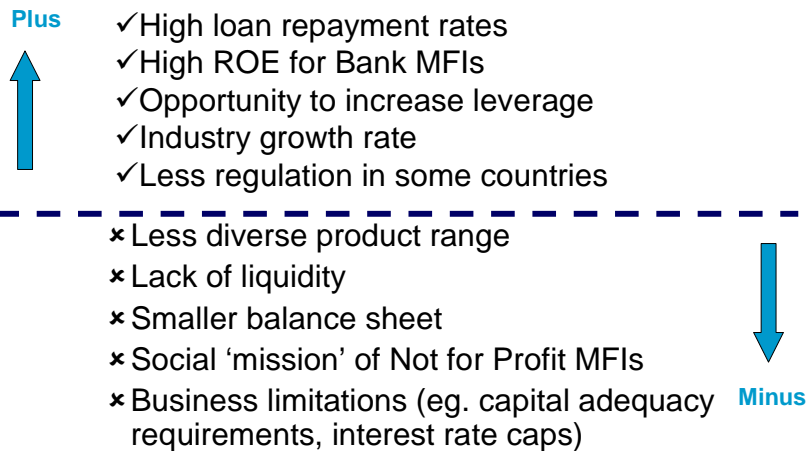 Plus
✓High loan repayment rates
✓High ROE for Bank MFIs
✓Opportunity to increase leverage
✓Industry growth rate
✓Less regulation in some countries
×Less diverse product range
×Lack of liquidity
×Smaller balance sheet
×Social ‘mission’ of Not for Profit MFIs
×Business limitations (eg. capital adequacy
requirements, interest rate caps)
Minus